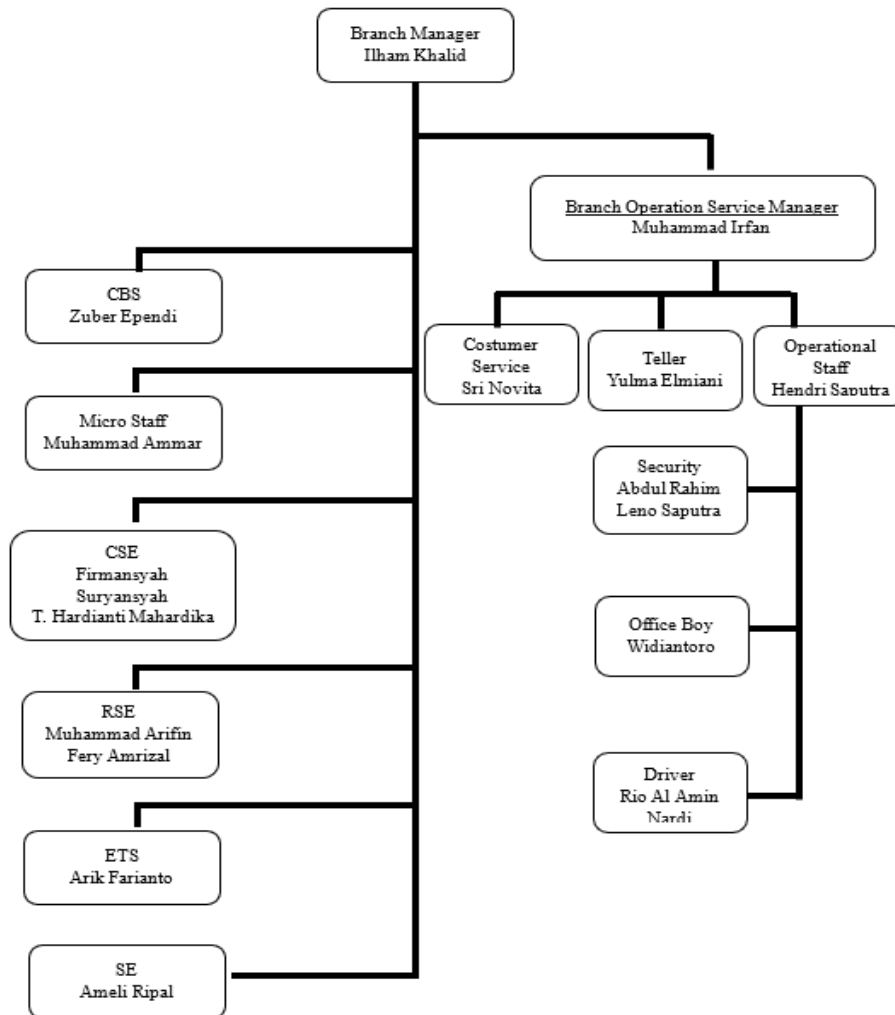 Branch Manager
Ilham Khalid
Branch Operation Service Manager
Muhammad Irfan
CBS
Zuber Ependi
Costumer
Service
Sri Novita
Teller
Yulma Elmiani
Operational
Staff
Hendri Saputra
Micro Staff
Muhammad Ammar
Security
Abdul Rahim
Leno Saputra
CSE
Firmansyah
Suryansyah
T. Hardianti Mahardika
Office Boy
Widiantoro
RSE
Muhammad Arifin
Fery Amrizal
Driver
Rio Al Amin
Nardi
ETS
Arik Farianto
SE
Ameli Ripal